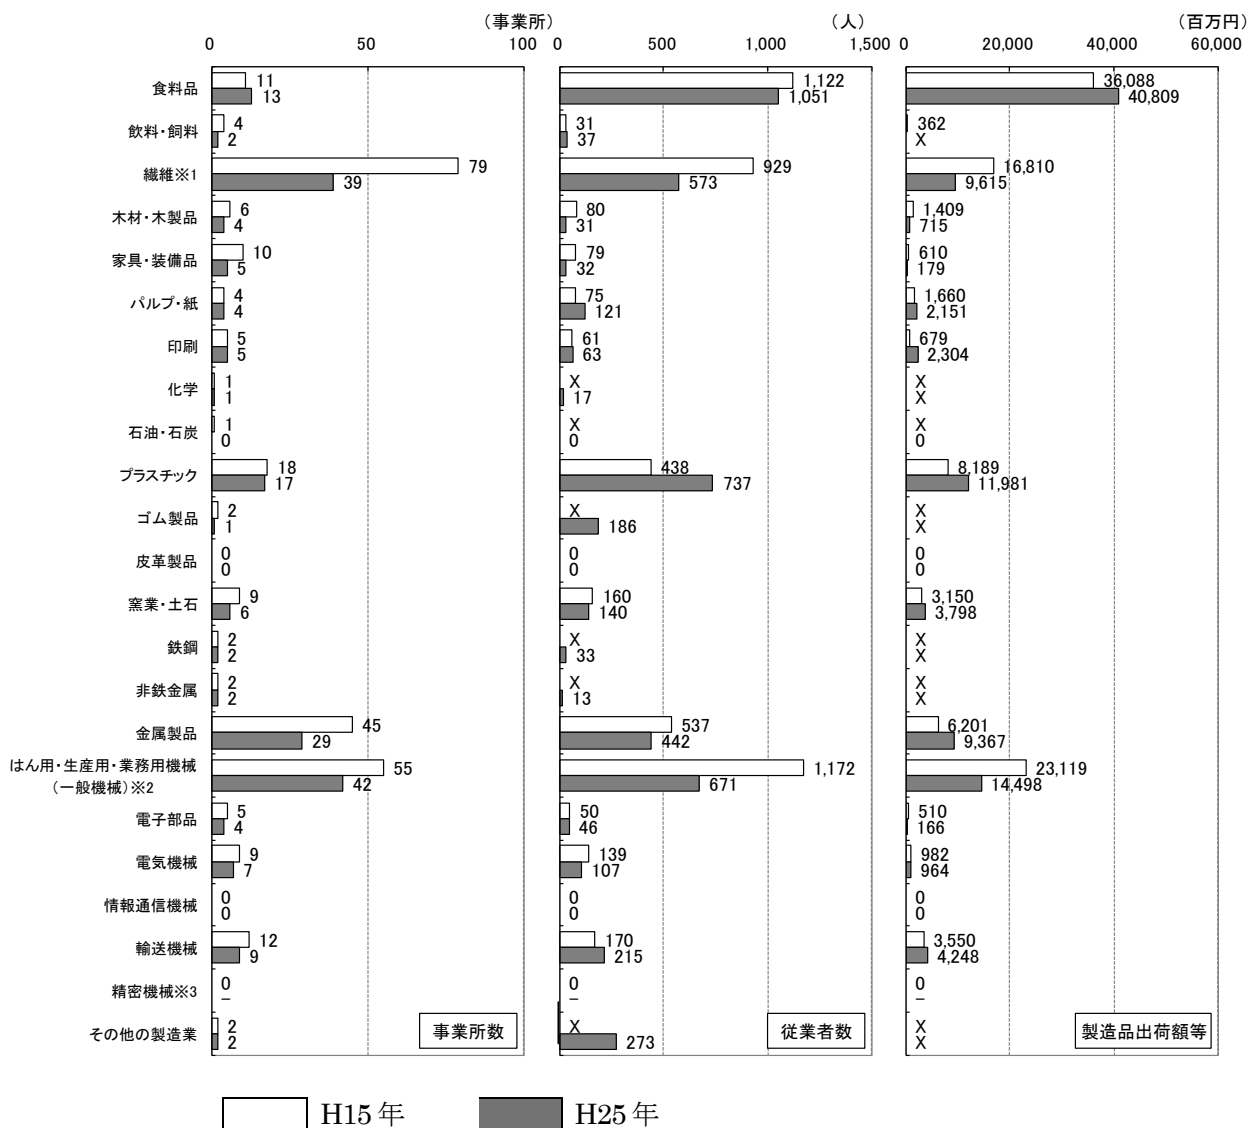 （事業所）　（人）　（百万円）
0　50　100　0　500　1,000　1,500　0　20,000　40,000　60,000
食料品　11　1,122　36,088
13　1,051　40,809
飲料・飼料　4　31　362
2　37　X
繊維※1　79　929　16,810
39　573　9,615
木材・木製品　6　80　1,409
4　31　715
家具・装備品　10　79　610
5　32　179
パルプ・紙　4　75　1,660
4　121　2,151
印刷　5　61　679
5　63　2,304
化学　1　X　X
1　17　X
石油・石炭　1　X　X
0　0　0
プラスチック　18　438　8,189
17　737　11,981
ゴム製品　2　X　X
1　186　X
皮革製品　0　0　0
0　0　0
窯業・土石　9　160　3,150
6　140　3,798
鉄鋼　2　X　X
2　33　X
非鉄金属　2　X　X
2　13　X
金属製品　45　537　6,201
29　442　9,367
はん用・生産用・業務用機械　55　1,172　23,119
（一般機械）※2　42　671　14,498
電子部品　5　50　510
4　46　166
電気機械　9　139　982
7　107　964
情報通信機械　0　0　0
0　0　0
輸送機械　12　170　3,550
9　215　4,248
精密機械※3　0　0　0
–　–　–
その他の製造業　2　X　X
2　273　X
事業所数　従業者数　製造品出荷額等
H15年　H25年